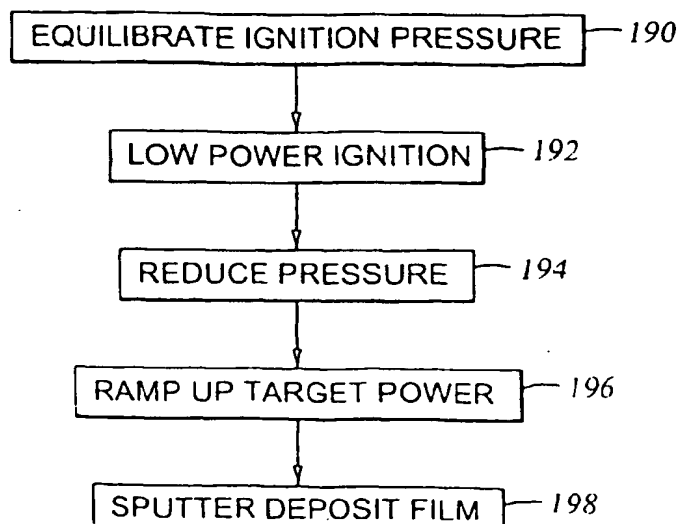 EQUILIBRATE IGNITION PRESSURE 190
LOW POWER IGNITION 192
REDUCE PRESSURE 194
RAMP UP TARGET POWER 196
SPUTTER DEPOSIT FILM 198